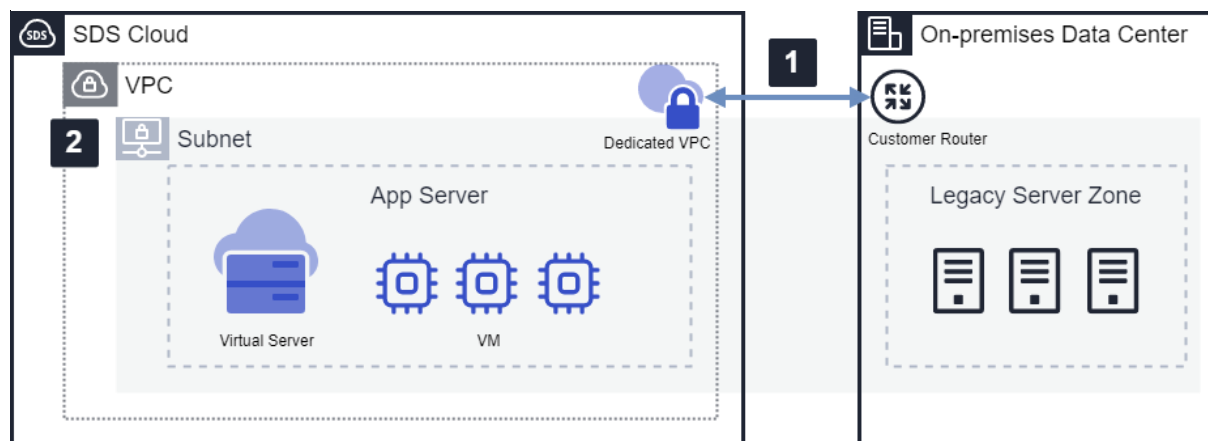 SDS
SDS Cloud
1
On-premises Data Center
VPC
2
Subnet
Dedicated VPC
Customer Router
App Server
Legacy Server Zone
Virtual Server
VM